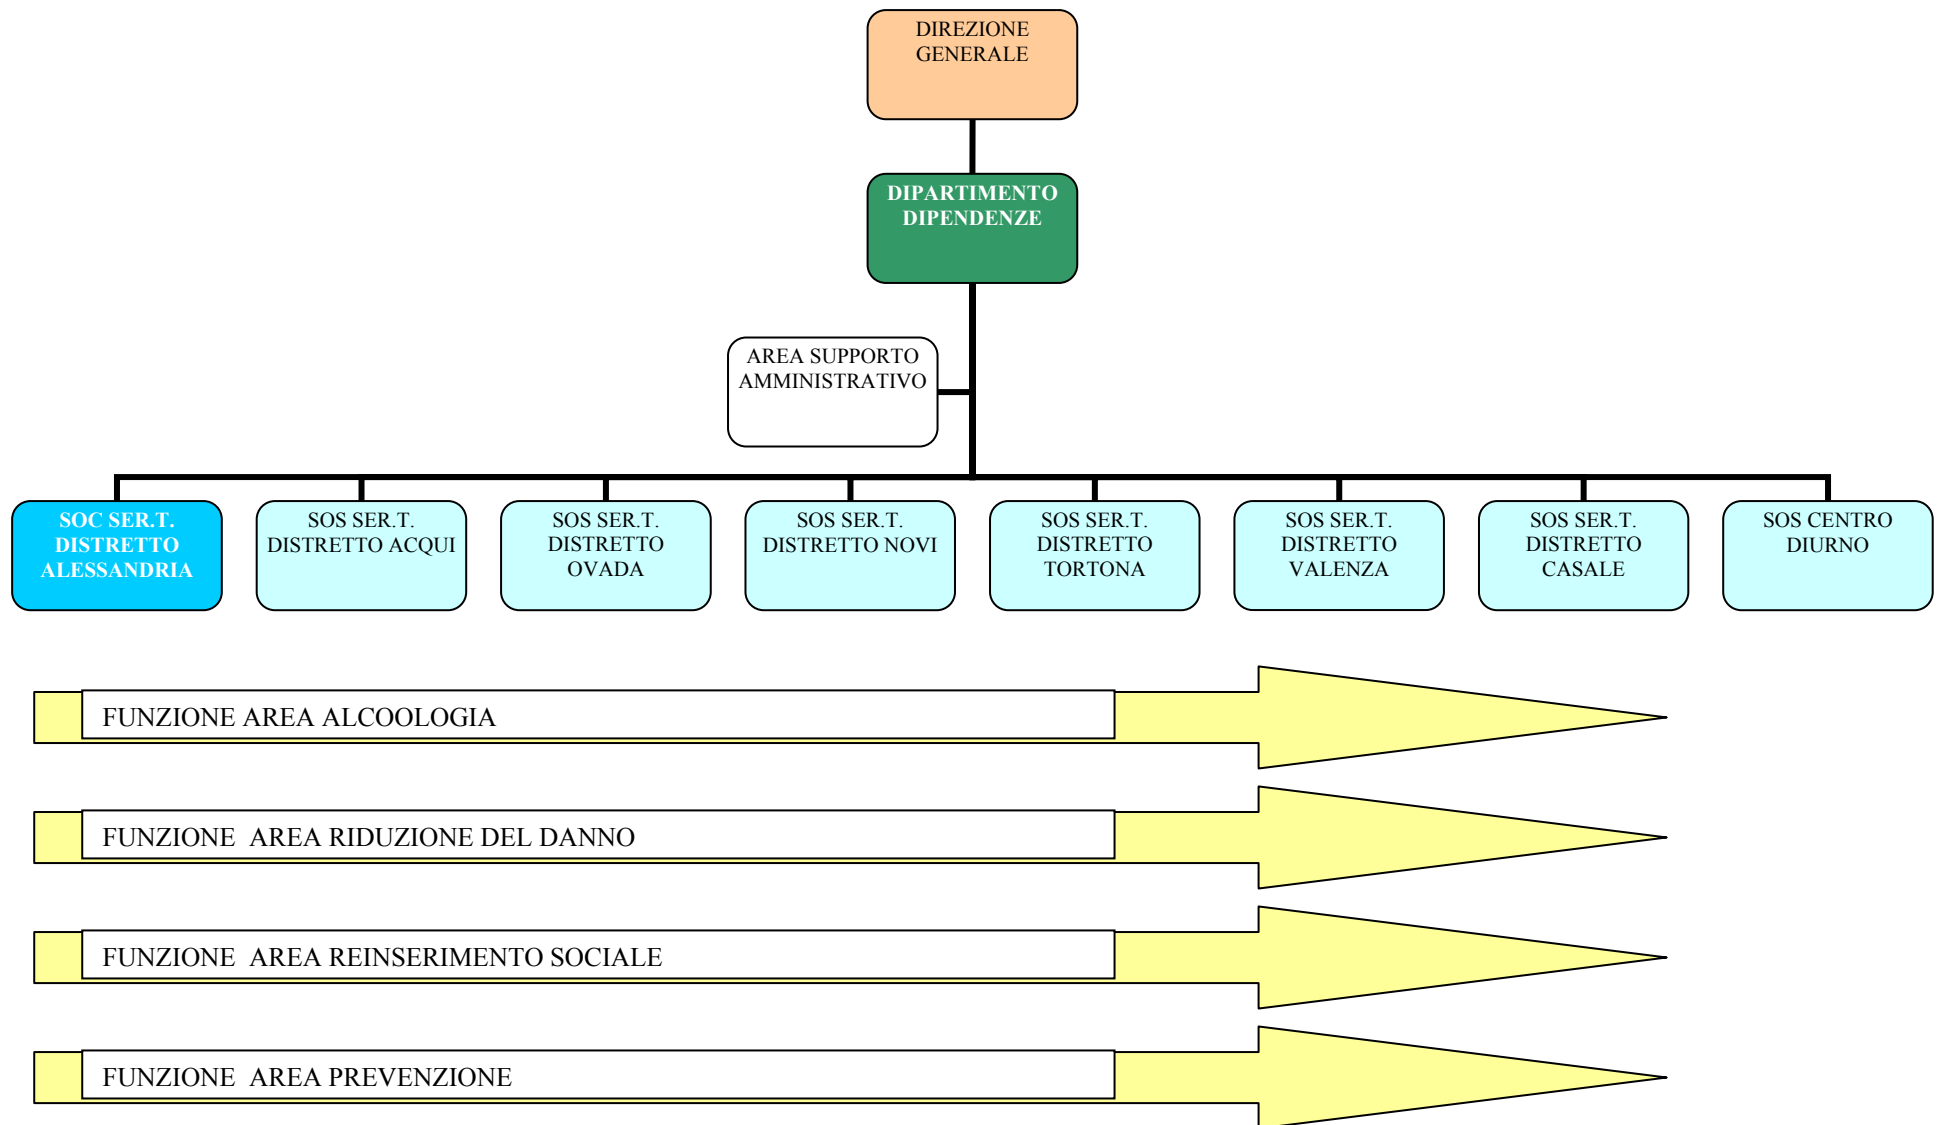 DIREZIONE
GENERALE
DIPARTIMENTO
DIPENDENZE
AREA SUPPORTO
AMMINISTRATIVO
SOC SER.T.
DISTRETTO
ALESSANDRIA
SOS SER.T.
DISTRETTO ACQUI
SOS SER.T.
DISTRETTO
OVADA
SOS SER.T.
DISTRETTO NOVI
SOS SER.T.
DISTRETTO
TORTONA
SOS SER.T.
DISTRETTO
VALENZA
SOS SER.T.
DISTRETTO
CASALE
SOS CENTRO
DIURNO
FUNZIONE AREA ALCOOLOGIA
FUNZIONE  AREA RIDUZIONE DEL DANNO
FUNZIONE  AREA REINSERIMENTO SOCIALE
FUNZIONE  AREA PREVENZIONE